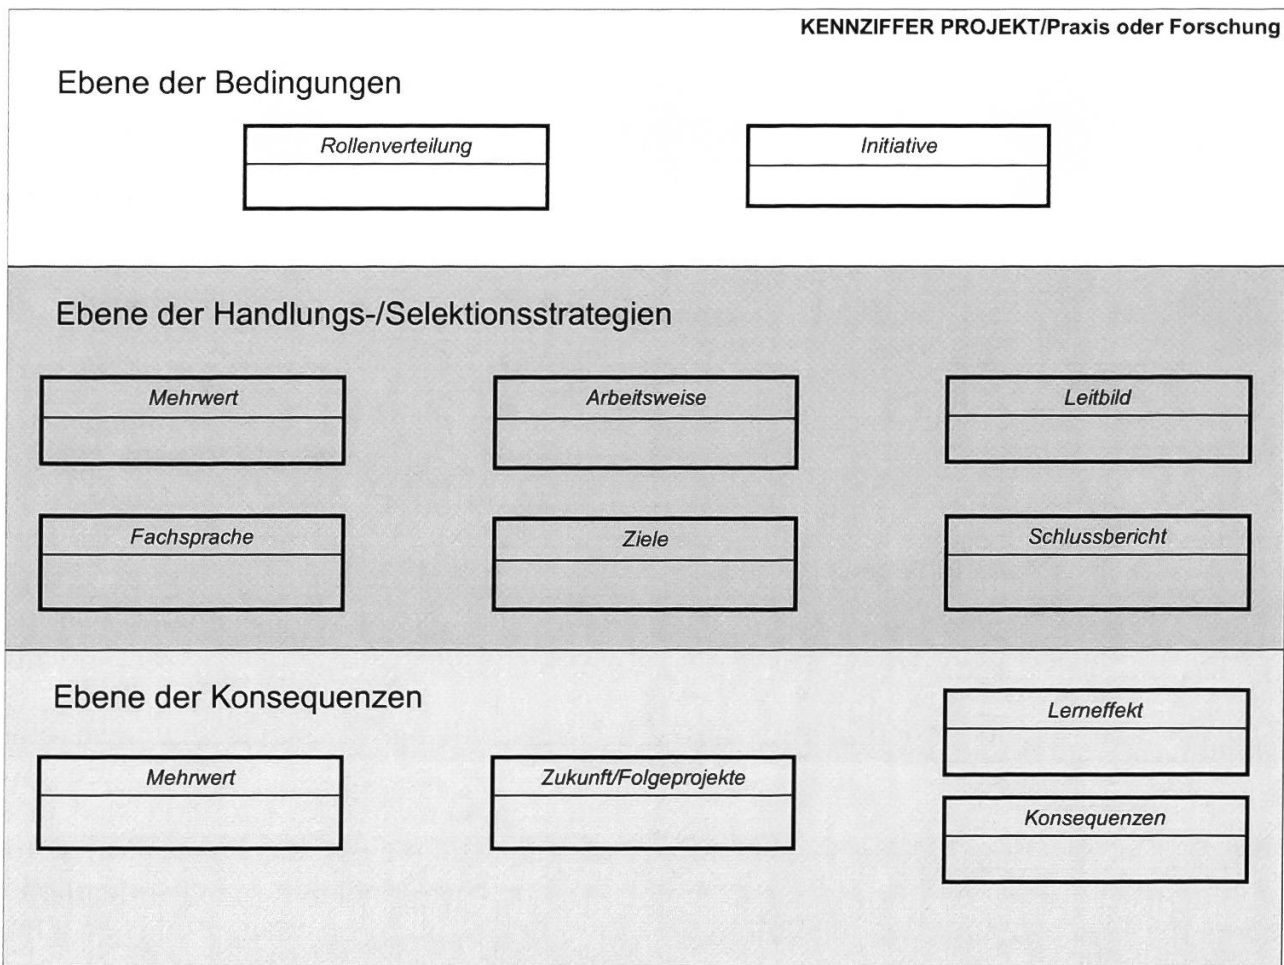 KENNZIFFER PROJEKT/Praxis oder Forschung
Ebene der Bedingungen
Rollenverteilung
Initiative
Ebene der Handlungs-/Selektionsstrategien
Mehrwert
Arbeitsweise
Leitbild
Fachsprache
Ziele
Schlussbericht
Ebene der Konsequenzen
Lerneffekt
Mehrwert
Zukunft/Folgeprojekte
Konsequenzen